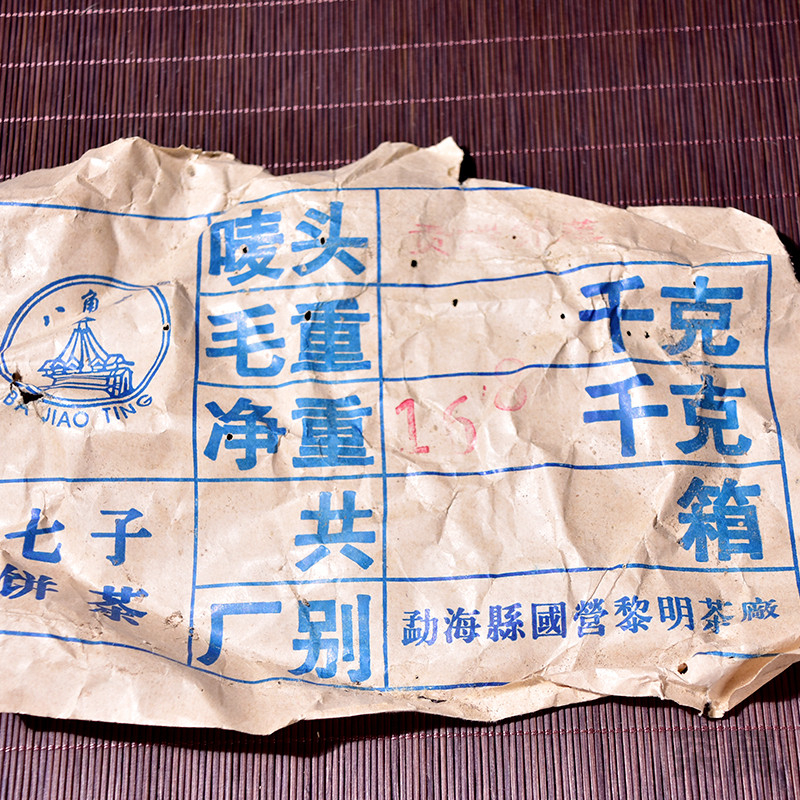 唛头
毛重 千克
八角
BA JIAO TING
净重 15 千克
七子
饼茶
共 箱
厂别 勐海縣國營黎明茶廠